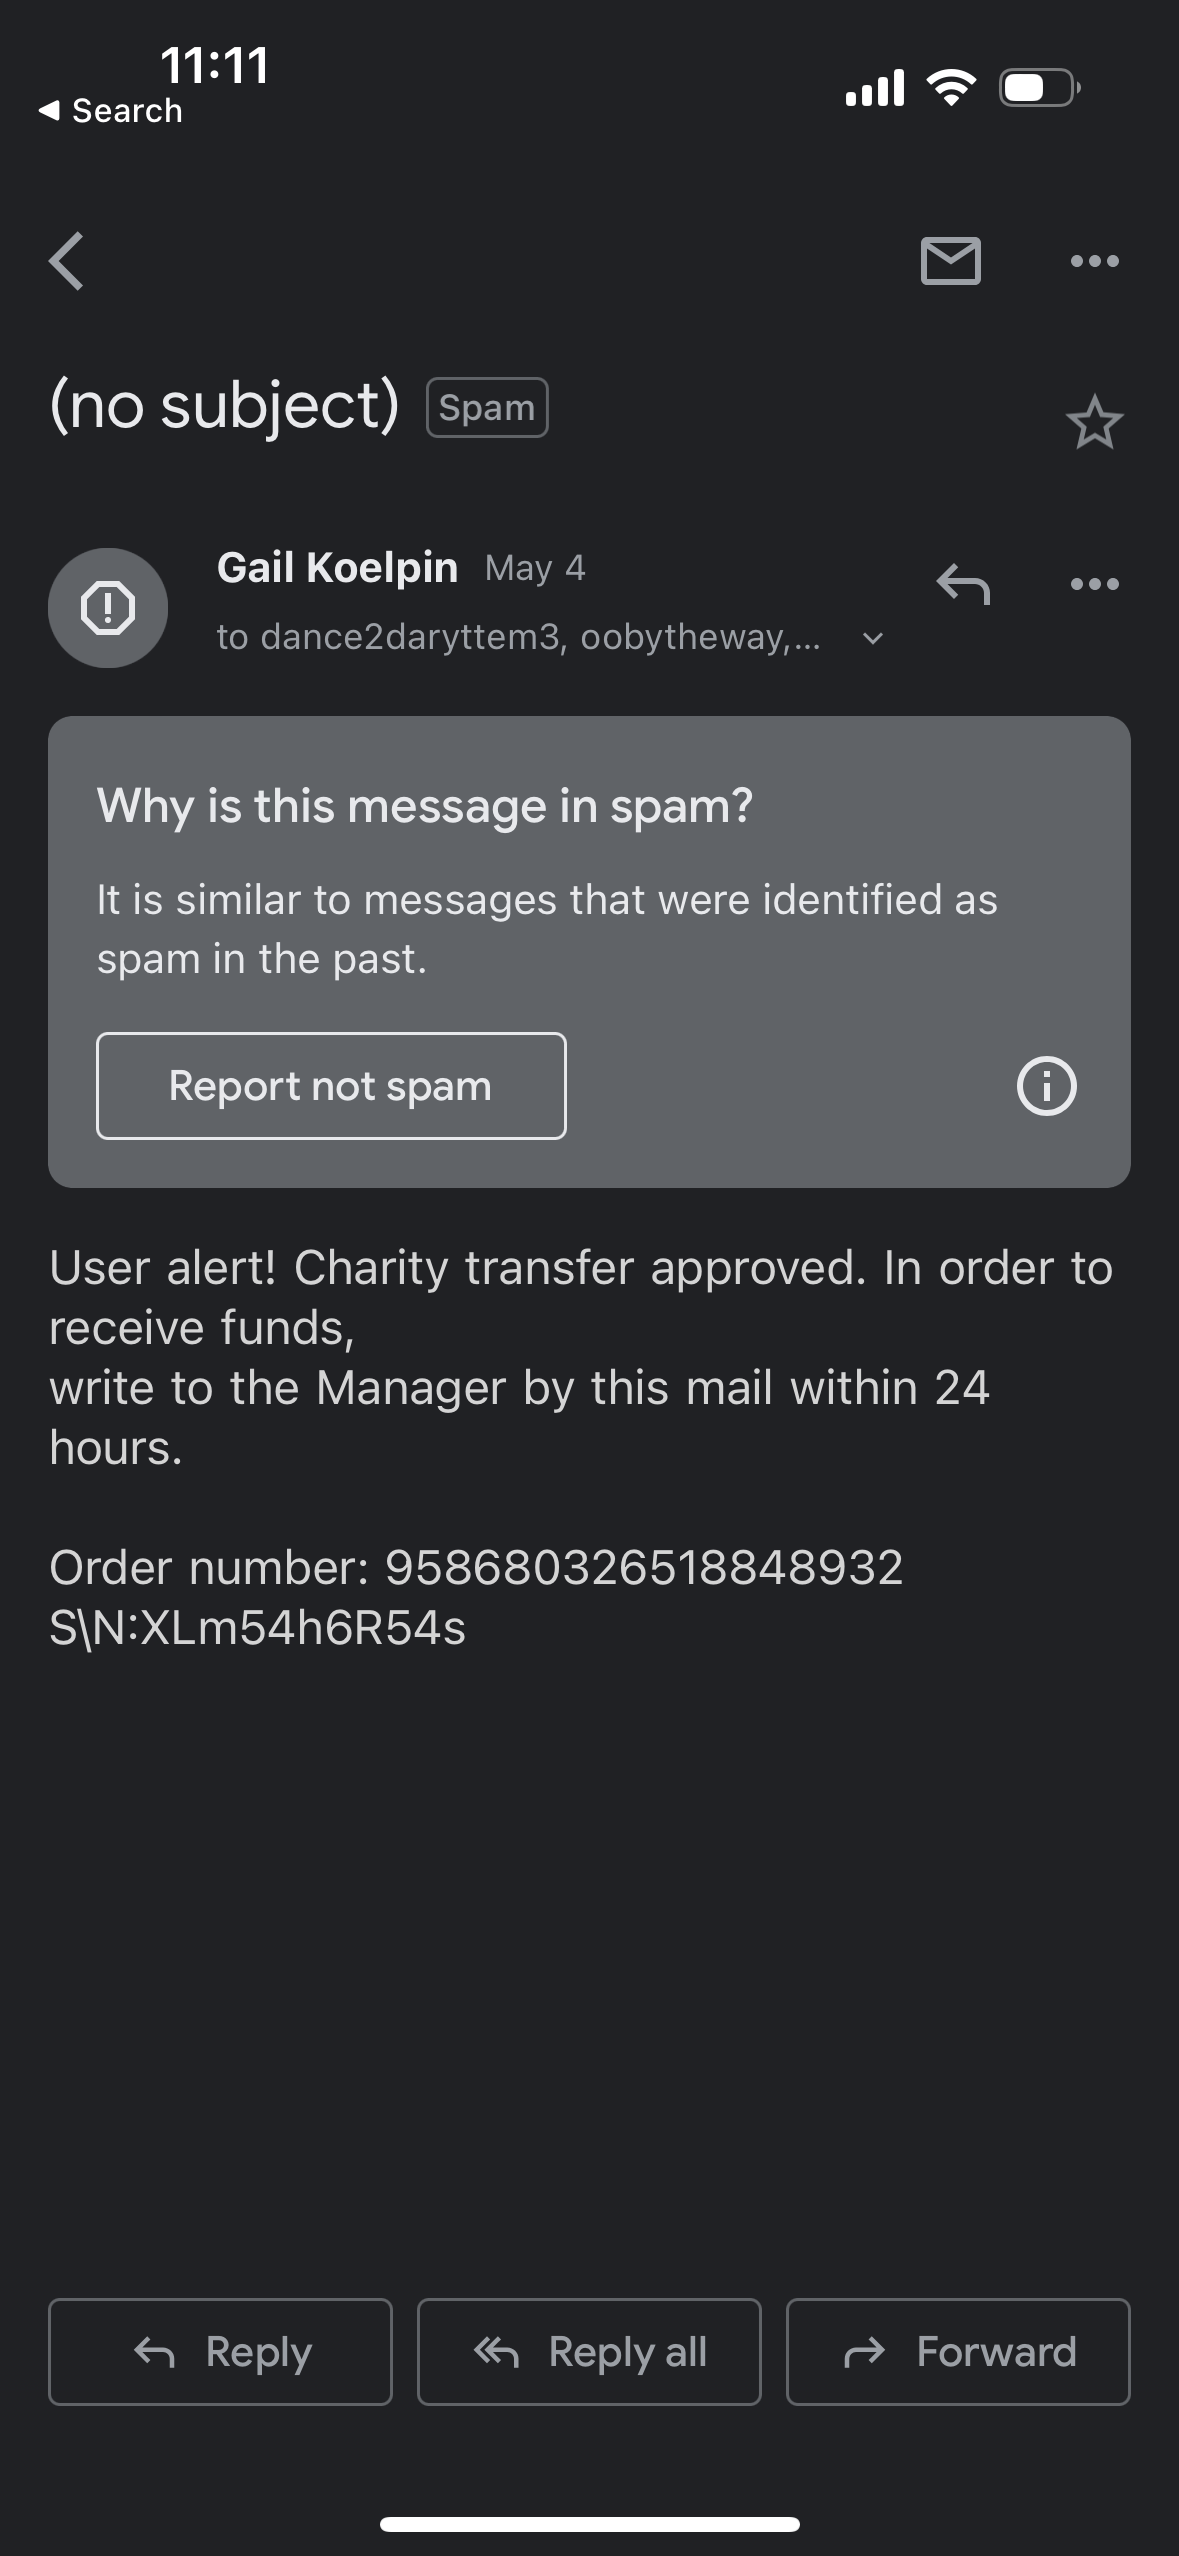 11:11
Search
(no subject) Spam
Gail Koelpin May 4
to dance2daryttem3, oobytheway,...
Why is this message in spam?
It is similar to messages that were identified as
spam in the past.
Report not spam
User alert! Charity transfer approved. In order to
receive funds,
write to the Manager by this mail within 24
hours.
Order number: 958680326518848932
S\N:XLm54h6R54s
Reply Reply all Forward